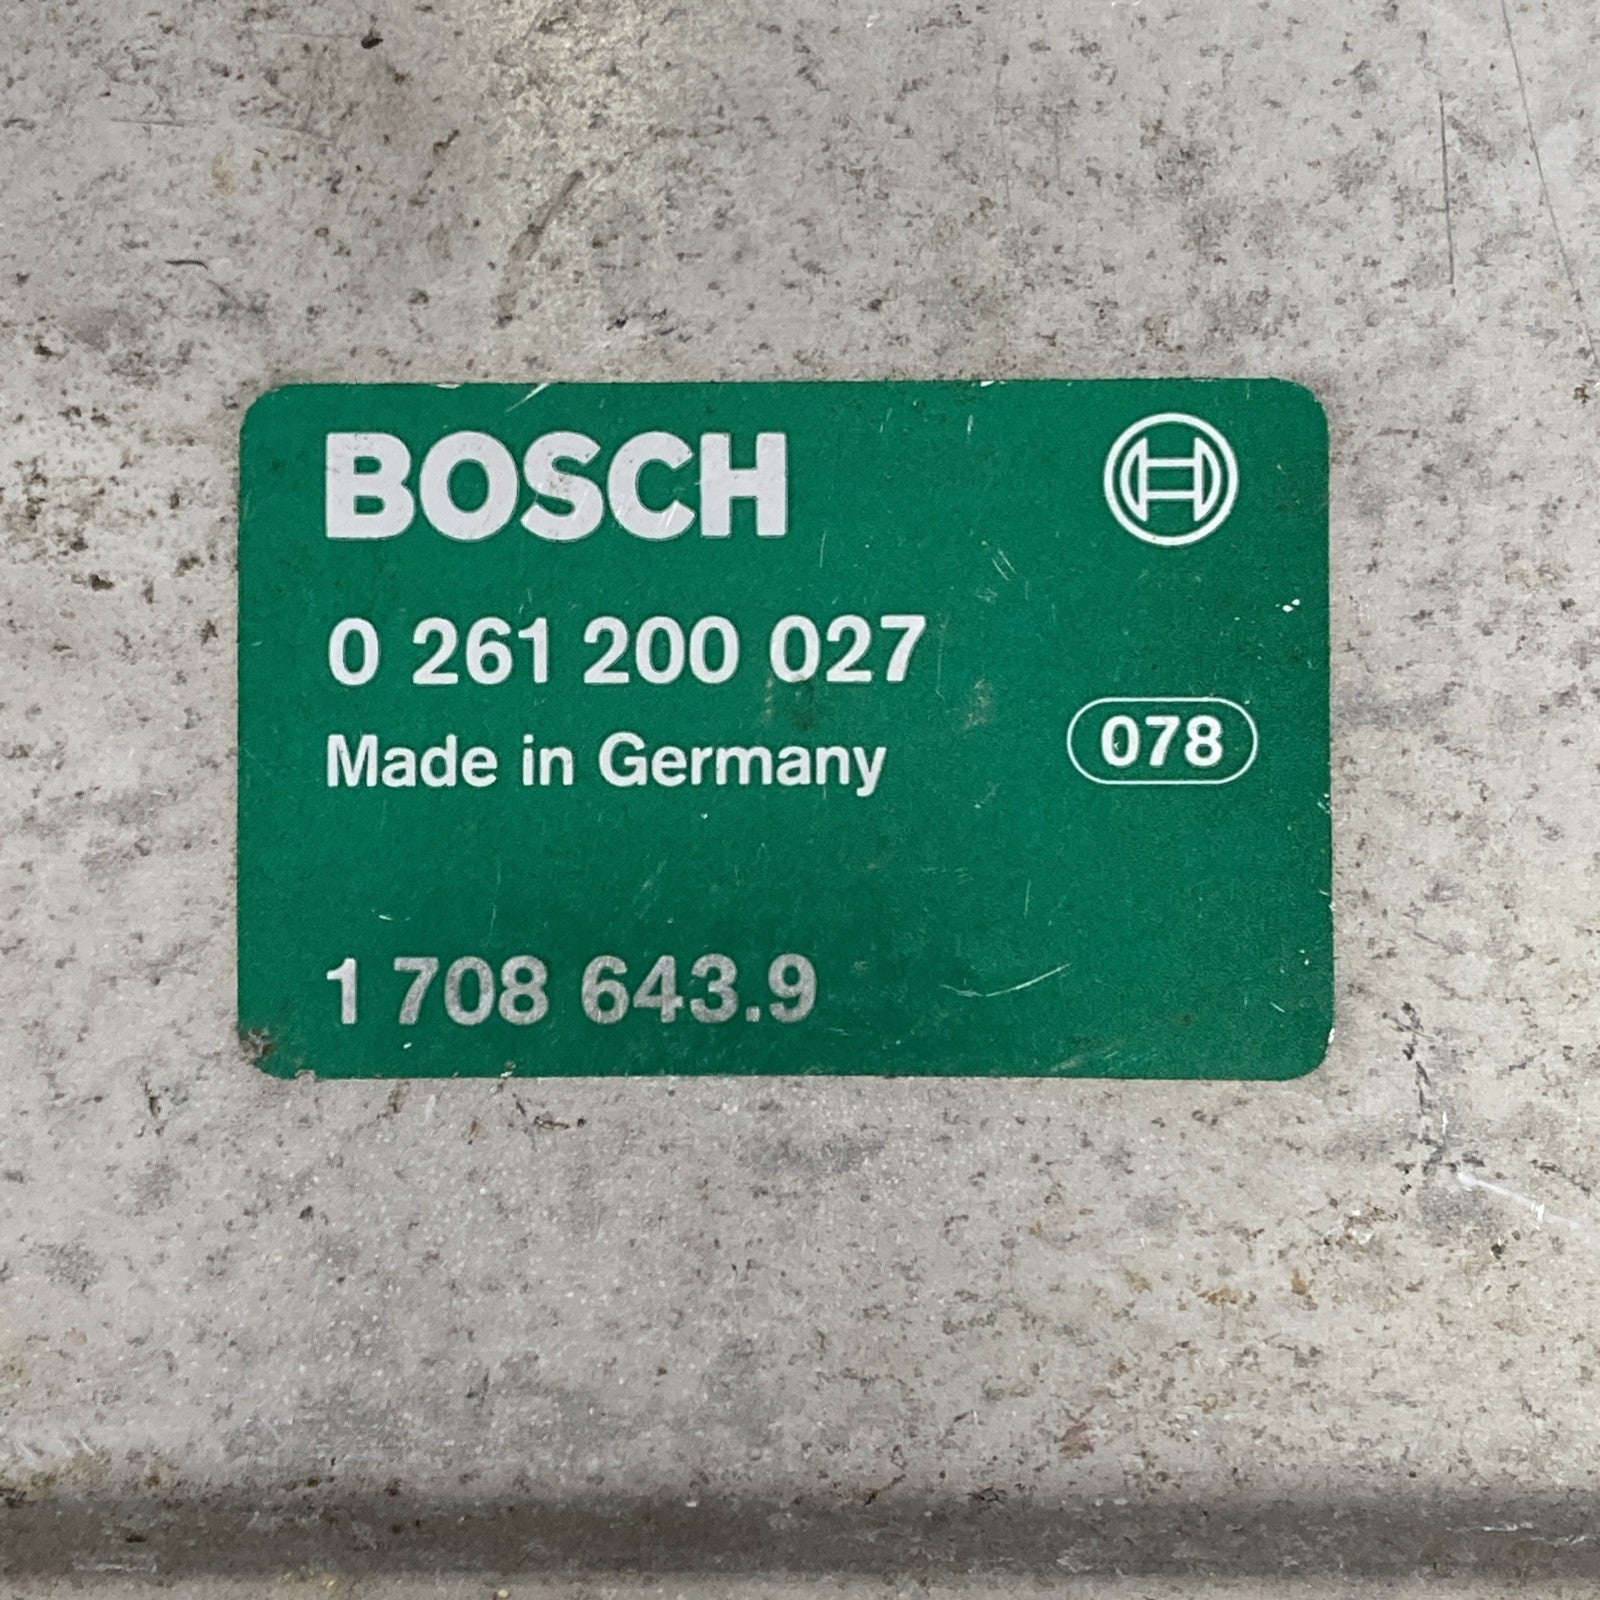 BOSCH
0 261 200 027
Made in Germany
078
1 708 643.9